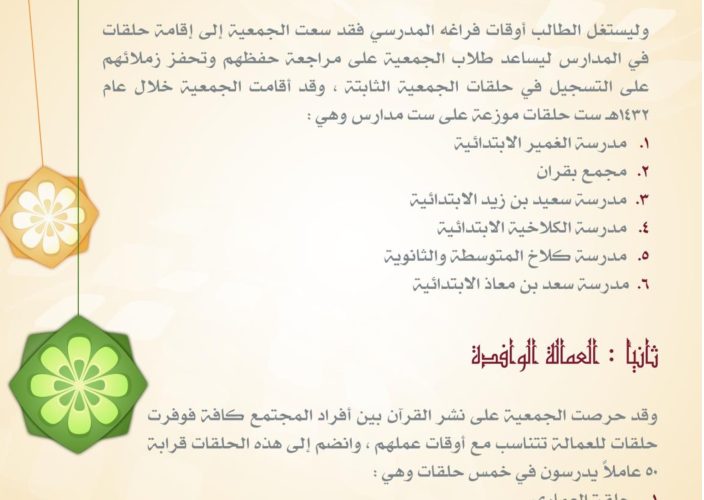 وليستغل الطالب أوقات فراغه المدرسي فقد سعت الجمعية إلى إقامة حلقات
في المدارس ليساعد طلاب الجمعية على مراجعة حفظهم وتحفز زملائهم
على التسجيل في حلقات الجمعية الثابتة ، وقد أقامت الجمعية خلال عام
١٤٣٢هـ ست حلقات موزعة على ست مدارس وهي :
١. مدرسة الغمير الابتدائية
٢. مجمع بقران
٣. مدرسة سعيد بن زيد الابتدائية
٤. مدرسة الكلاخية الابتدائية
٥. مدرسة كلاخ المتوسطة والثانوية
٦. مدرسة سعد بن معاذ الابتدائية
ثانيا : العمالة الوافدة
وقد حرصت الجمعية على نشر القرآن بين أفراد المجتمع كافة فوفرت
حلقات للعمالة تتناسب مع أوقات عملهم ، وانضم إلى هذه الحلقات قرابة
٥٠ عاملاً يدرسون في خمس حلقات وهي :